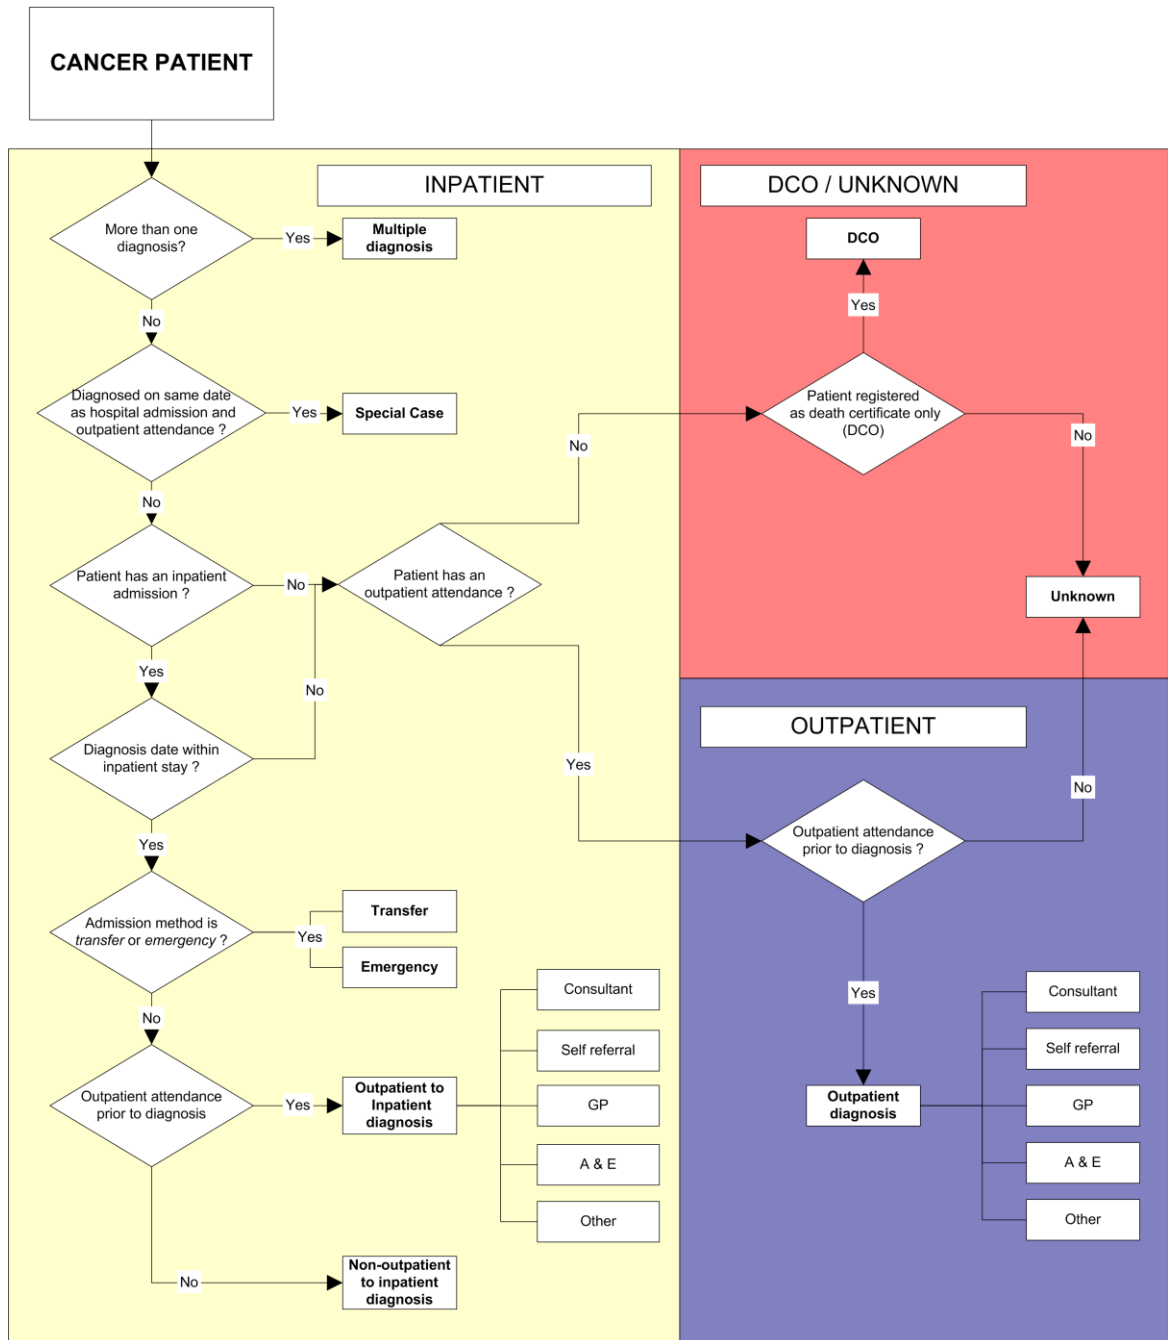 CANCER PATIENT
INPATIENT
DCO / UNKNOWN
More than one
diagnosis?
Yes
Multiple
diagnosis
DCO
Yes
No
Diagnosed on same date
as hospital admission and
outpatient attendance ?
Yes
Special Case
Patient registered
as death certificate only
(DCO)
No
No
No
Patient has an inpatient
admission ?
No
Patient has an
outpatient attendance ?
Unknown
Yes
No
OUTPATIENT
Diagnosis date within
inpatient stay ?
Yes
No
Yes
Outpatient attendance
prior to diagnosis ?
Admission method is
transfer or emergency ?
Yes
Transfer
Emergency
Yes
No
Consultant
Self referral
GP
A & E
Other
Outpatient attendance
prior to diagnosis
Yes
Outpatient to
Inpatient
diagnosis
Outpatient
diagnosis
Consultant
Self referral
GP
A & E
Other
No
Non-outpatient
to inpatient
diagnosis